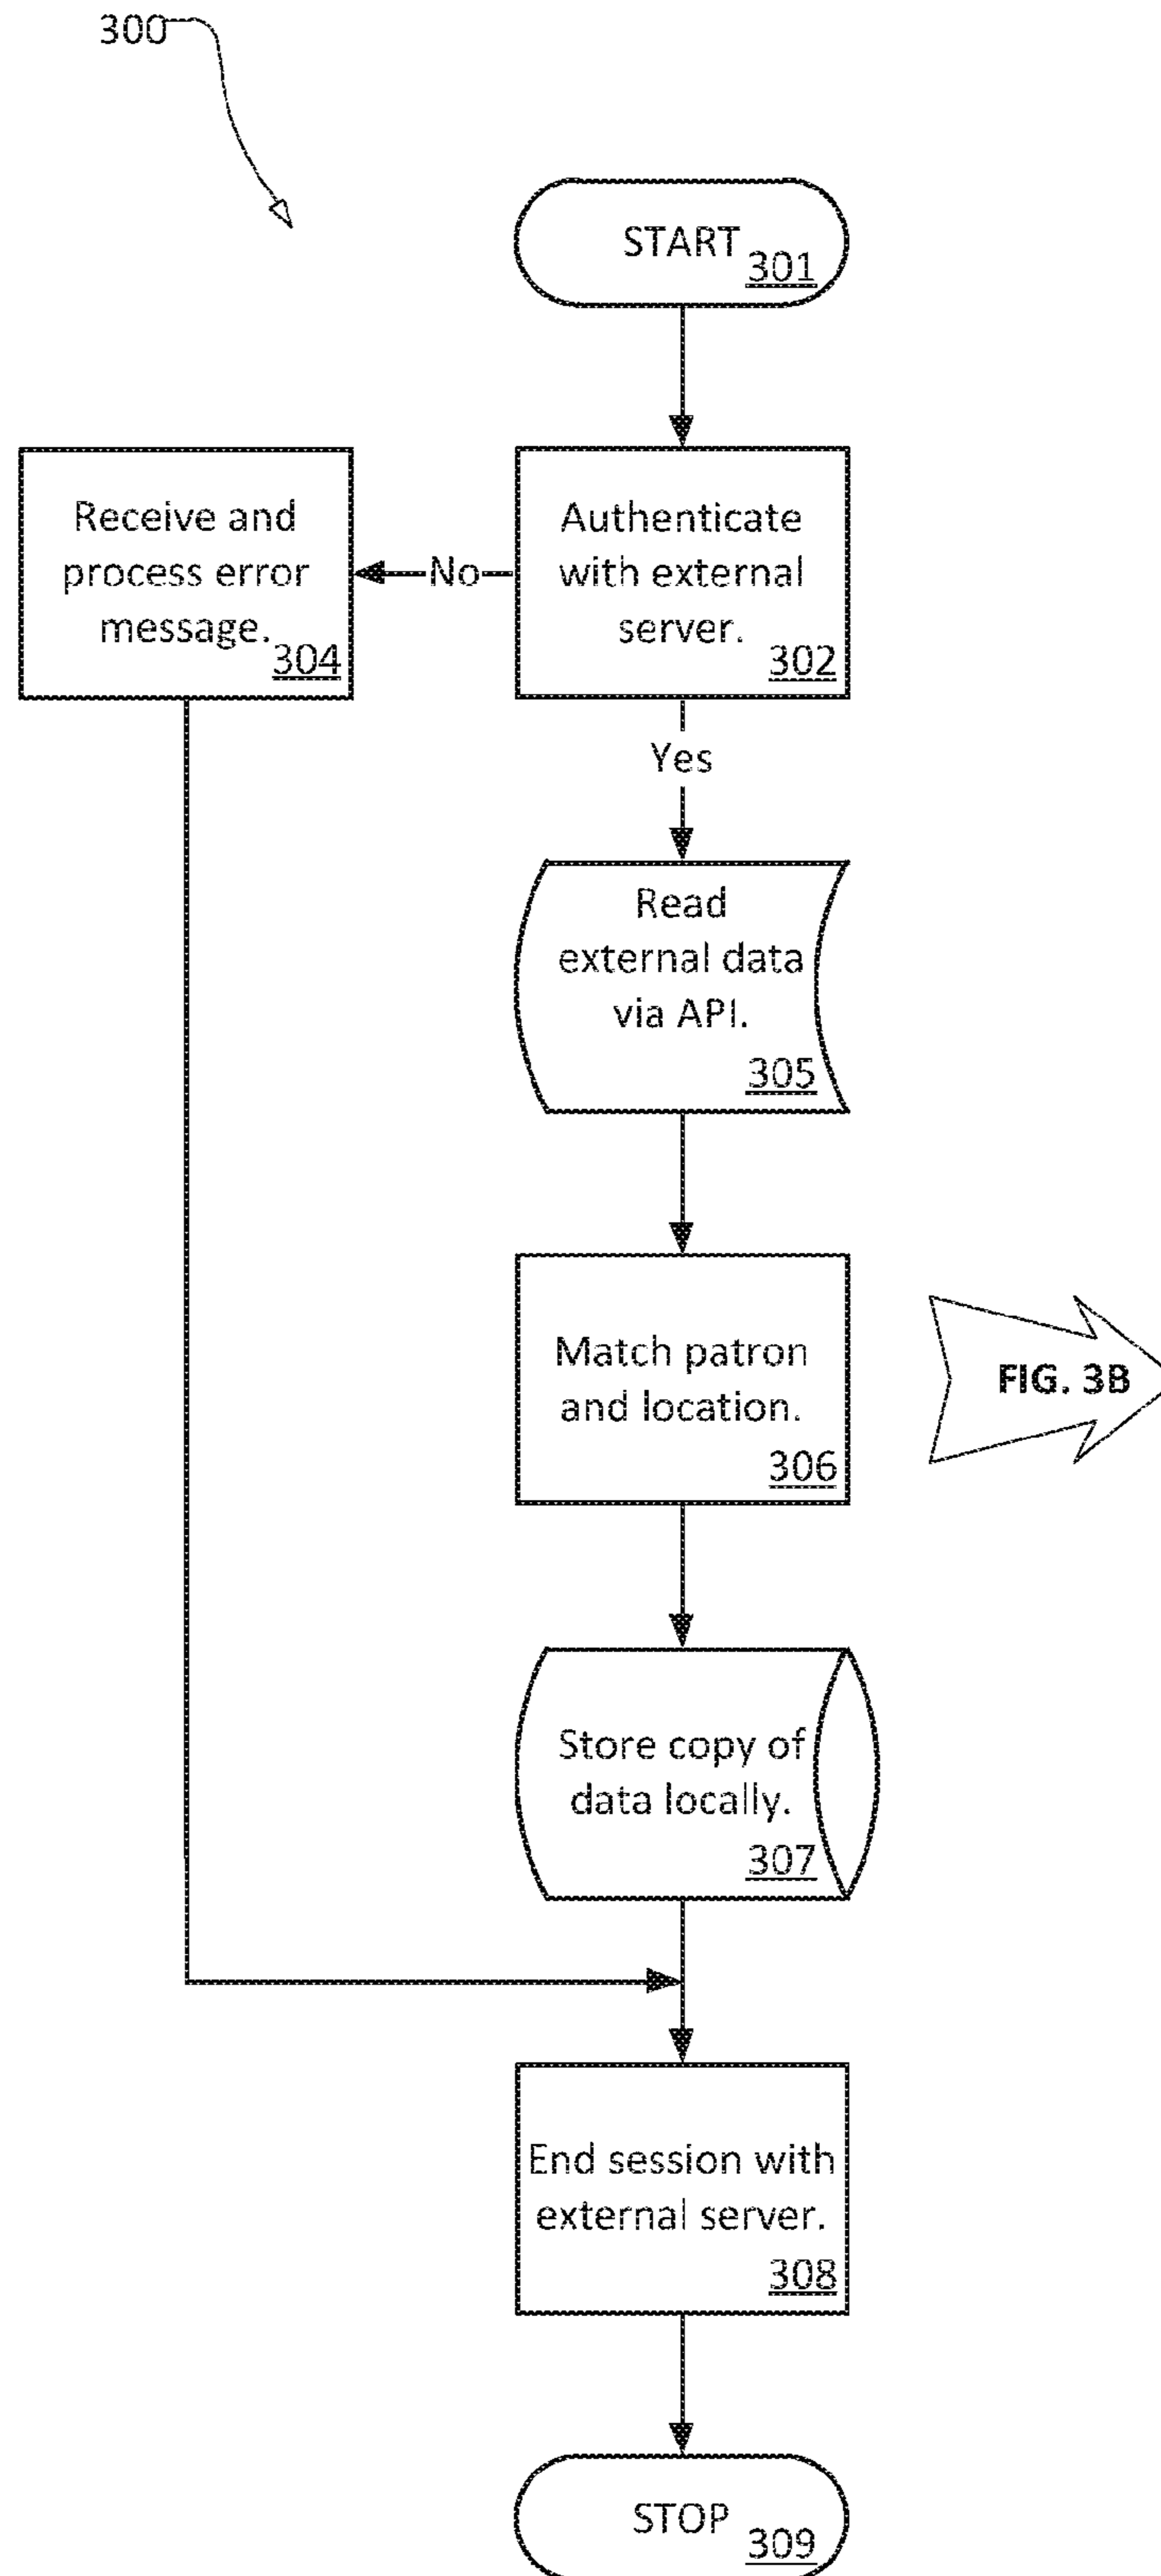 300
START
301
Receive and
process error
message.
304
No
Authenticate
with external
server.
302
Yes
Read
external data
via API.
305
Match patron
and location.
306
FIG. 3B
Store copy of
data locally.
307
End session with
external server.
308
STOP
309